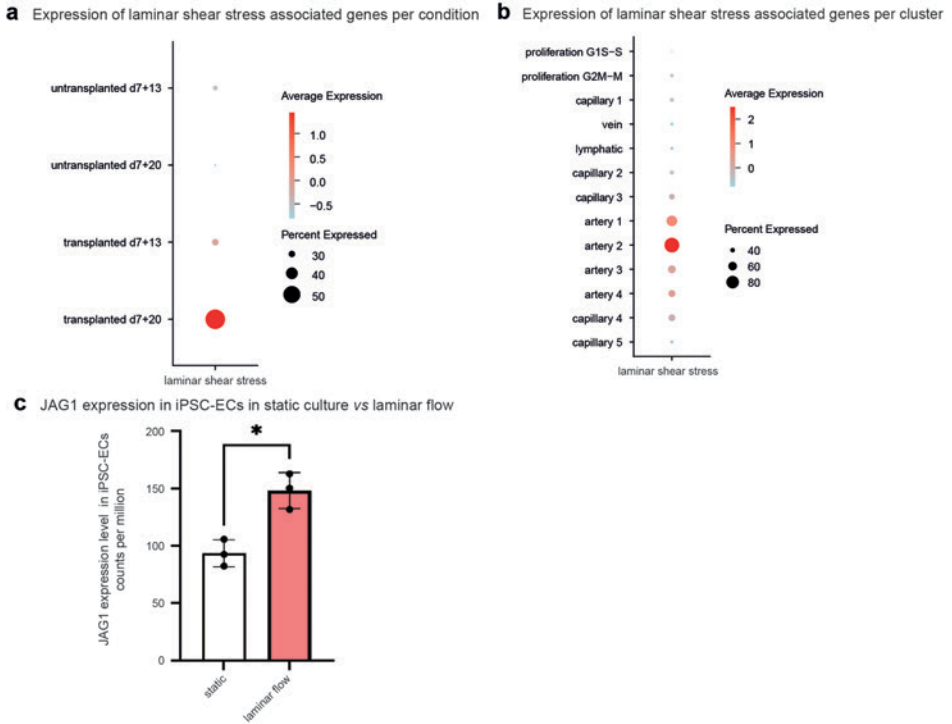 a Expression of laminar shear stress associated genes per condition
untransplanted d7+13
untransplanted d7+20
transplanted d7+13
transplanted d7+20
laminar shear stress
Average Expression
1.0
0.5
0.0
−0.5
Percent Expressed
30
40
50
b Expression of laminar shear stress associated genes per cluster
proliferation G1S−S
proliferation G2M−M
capillary 1
vein
lymphatic
capillary 2
capillary 3
artery 1
artery 2
artery 3
artery 4
capillary 4
capillary 5
laminar shear stress
Average Expression
2
1
0
Percent Expressed
40
60
80
c JAG1 expression in iPSC-ECs in static culture vs laminar flow
JAG1 expression level in iPSC-ECs
counts per million
200
150
100
50
0
*
static
laminar flow